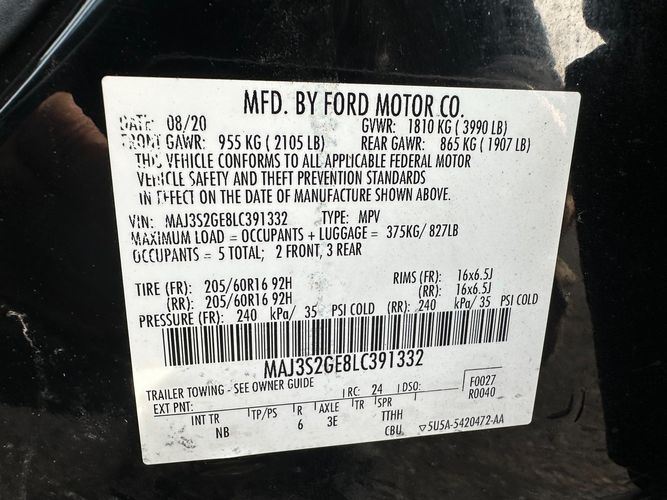 MFD. BY FORD MOTOR CO.
DATE: 08/20 GVWR: 1810 KG ( 3990 LB)
FRONT GAWR: 955 KG ( 2105 LB) REAR GAWR: 865 KG ( 1907 LB)
THIS VEHICLE CONFORMS TO ALL APPLICABLE FEDERAL MOTOR
VEHICLE SAFETY AND THEFT PREVENTION STANDARDS
IN EFFECT ON THE DATE OF MANUFACTURE SHOWN ABOVE.
VIN: MAJ3S2GE8LC391332 TYPE: MPV
MAXIMUM LOAD = OCCUPANTS + LUGGAGE = 375KG/ 827LB
OCCUPANTS = 5 TOTAL; 2 FRONT, 3 REAR
TIRE (FR): 205/60R16 92H RIMS (FR): 16x6.5J
(RR): 205/60R16 92H (RR): 16x6.5J
PRESSURE (FR): 240 kPa/ 35 PSI COLD (RR): 240 kPa/ 35 PSI COLD
MAJ3S2GE8LC391332
TRAILER TOWING - SEE OWNER GUIDE
EXT PNT: RC: 24 DSO: F0027
INT TR TP/PS R AXLE TR SPR R0040
NB 6 3E TTHH
CBU 5U5A-5420472-AA